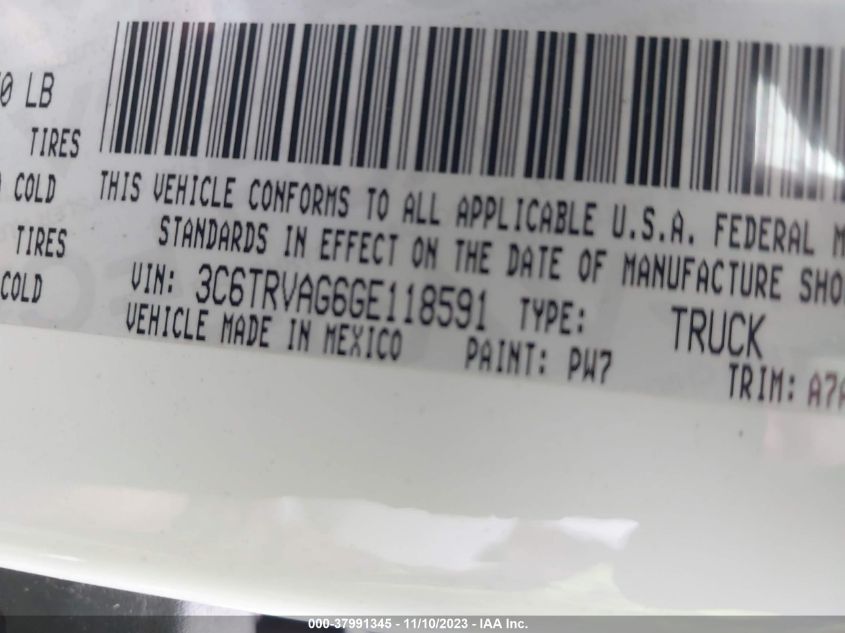 0 LB
TIRES
COLD
TIRES
COLD
THIS VEHICLE CONFORMS TO ALL APPLICABLE U.S.A. FEDERAL M
STANDARDS IN EFFECT ON THE DATE OF MANUFACTURE SHO
VIN: 3C6TRVAG6GE118591 TYPE: TRUCK
VEHICLE MADE IN MEXICO PAINT: PW7 TRIM: A7A
000-37991345 - 11/10/2023 - IAA Inc.